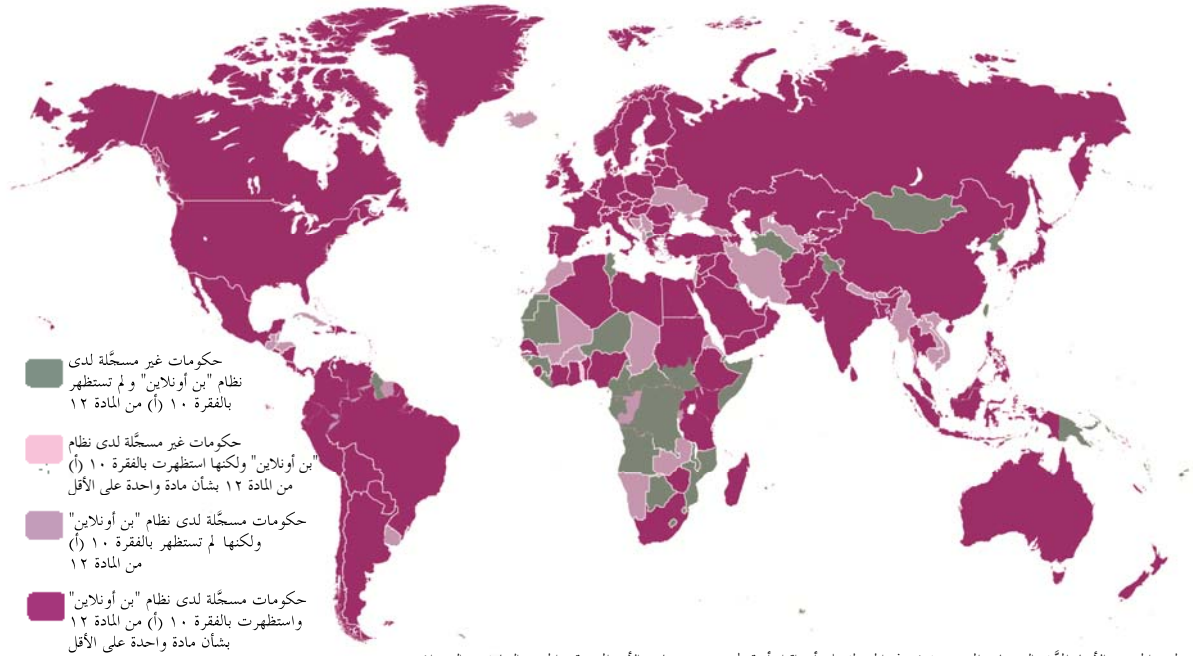 حكومات غير مسجَّلة لدى
نظام "بن أونلاين" ولم تستظهر
بالفقرة ١٠ (أ) من المادة ١٢
حكومات غير مسجَّلة لدى نظام
"بن أونلاين" ولكنها استظهرت بالفقرة ١٠ (أ)
من المادة ١٢ بشأن مادة واحدة على الأقل
حكومات مسجَّلة لدى نظام "بن أونلاين"
ولكنها لم تستظهر بالفقرة ١٠ (أ)
من المادة ١٢
حكومات مسجَّلة لدى نظام "بن أونلاين"
واستظهرت بالفقرة ١٠ (أ) من المادة ١٢
بشأن مادة واحدة على الأقل